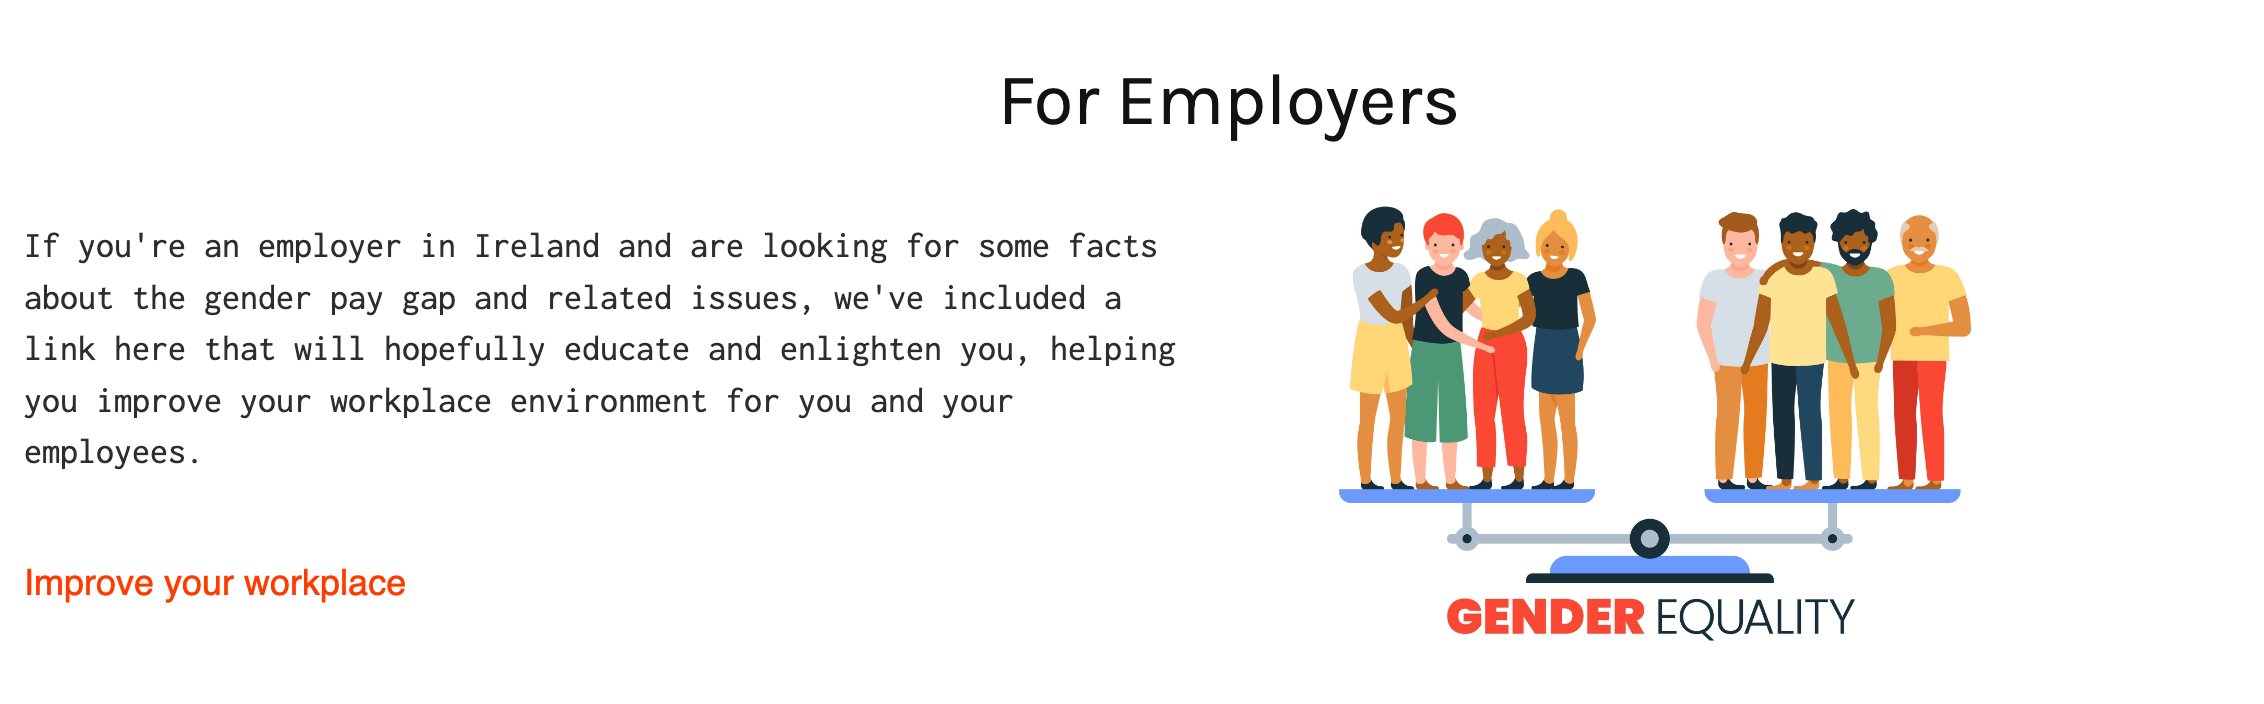 For Employers
If you're an employer in Ireland and are looking for some facts
about the gender pay gap and related issues, we've included a
link here that will hopefully educate and enlighten you, helping
you improve your workplace environment for you and your
employees.
Improve your workplace
GENDER EQUALITY